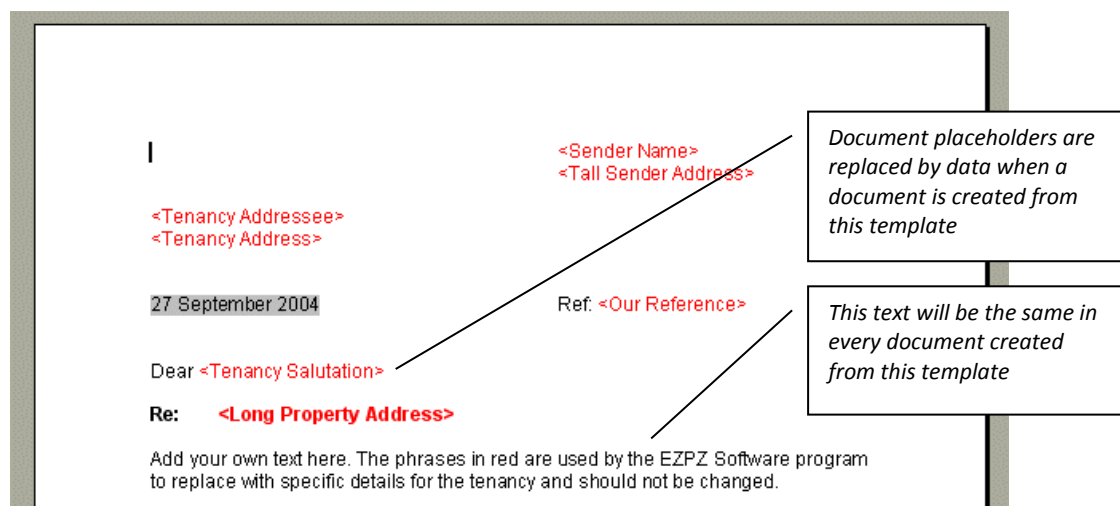 <Sender Name>
<Tall Sender Address>
<Tenancy Addressee>
<Tenancy Address>
27 September 2004
Ref: <Our Reference>
Dear <Tenancy Salutation>
Re: <Long Property Address>
Add your own text here. The phrases in red are used by the EZPZ Software program
to replace with specific details for the tenancy and should not be changed.
Document placeholders are
replaced by data when a
document is created from
this template
This text will be the same in
every document created
from this template